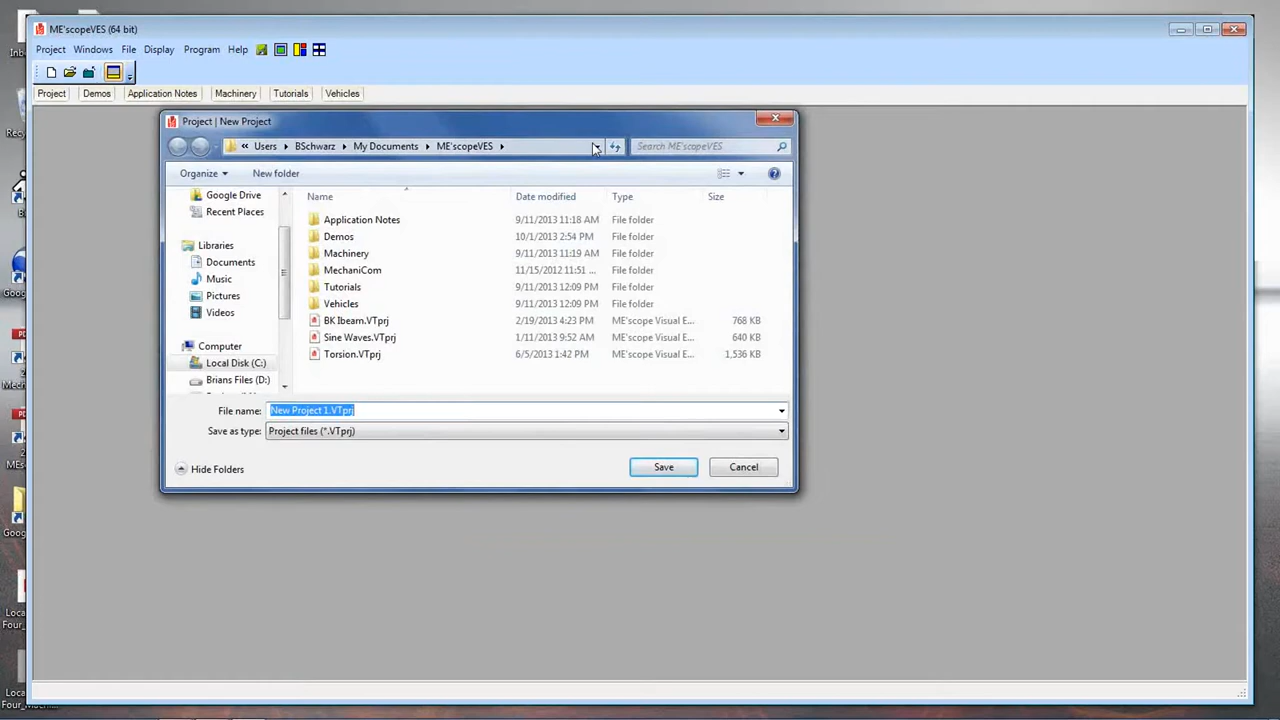 ME'scopeVES (64 bit)
Project Windows File Display Program Help
Project Demos Application Notes Machinery Tutorials Vehicles
Project | New Project
« Users BSchwarz My Documents ME'scopeVES Search ME'scopeVES
Organize New folder
Google Drive
Recent Places
Libraries
Documents
Music
Pictures
Videos
Computer
Local Disk (C:)
Brians Files (D:)
Name Date modified Type Size
Application Notes 9/11/2013 11:18 AM File folder
Demos 10/1/2013 2:54 PM File folder
Machinery 9/11/2013 11:19 AM File folder
MechaniCom 11/15/2012 11:51 ... File folder
Tutorials 9/11/2013 12:09 PM File folder
Vehicles 9/11/2013 12:09 PM File folder
BK Ibeam.VTprj 2/19/2013 4:23 PM ME'scope Visual E... 768 KB
Sine Waves.VTprj 1/11/2013 9:52 AM ME'scope Visual E... 640 KB
Torsion.VTprj 6/5/2013 1:42 PM ME'scope Visual E... 1,536 KB
File name: New Project 1.VTprj
Save as type: Project files (*.VTprj)
Hide Folders Save Cancel